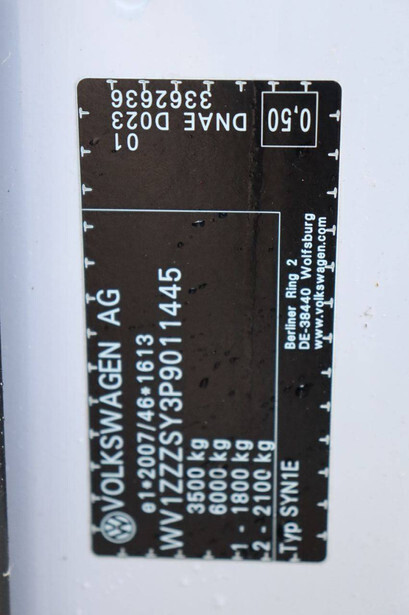 VOLKSWAGEN AG
e1*2007/46*1613
WV1ZZZSY3P9011445
3500 kg
6000 kg
1 - 1800 kg
2 - 2100 kg
Typ SYN1E
Berliner Ring 2
DE-38440 Wolfsburg
www.volkswagen.com
01
DNAE D023
3362636
0,50